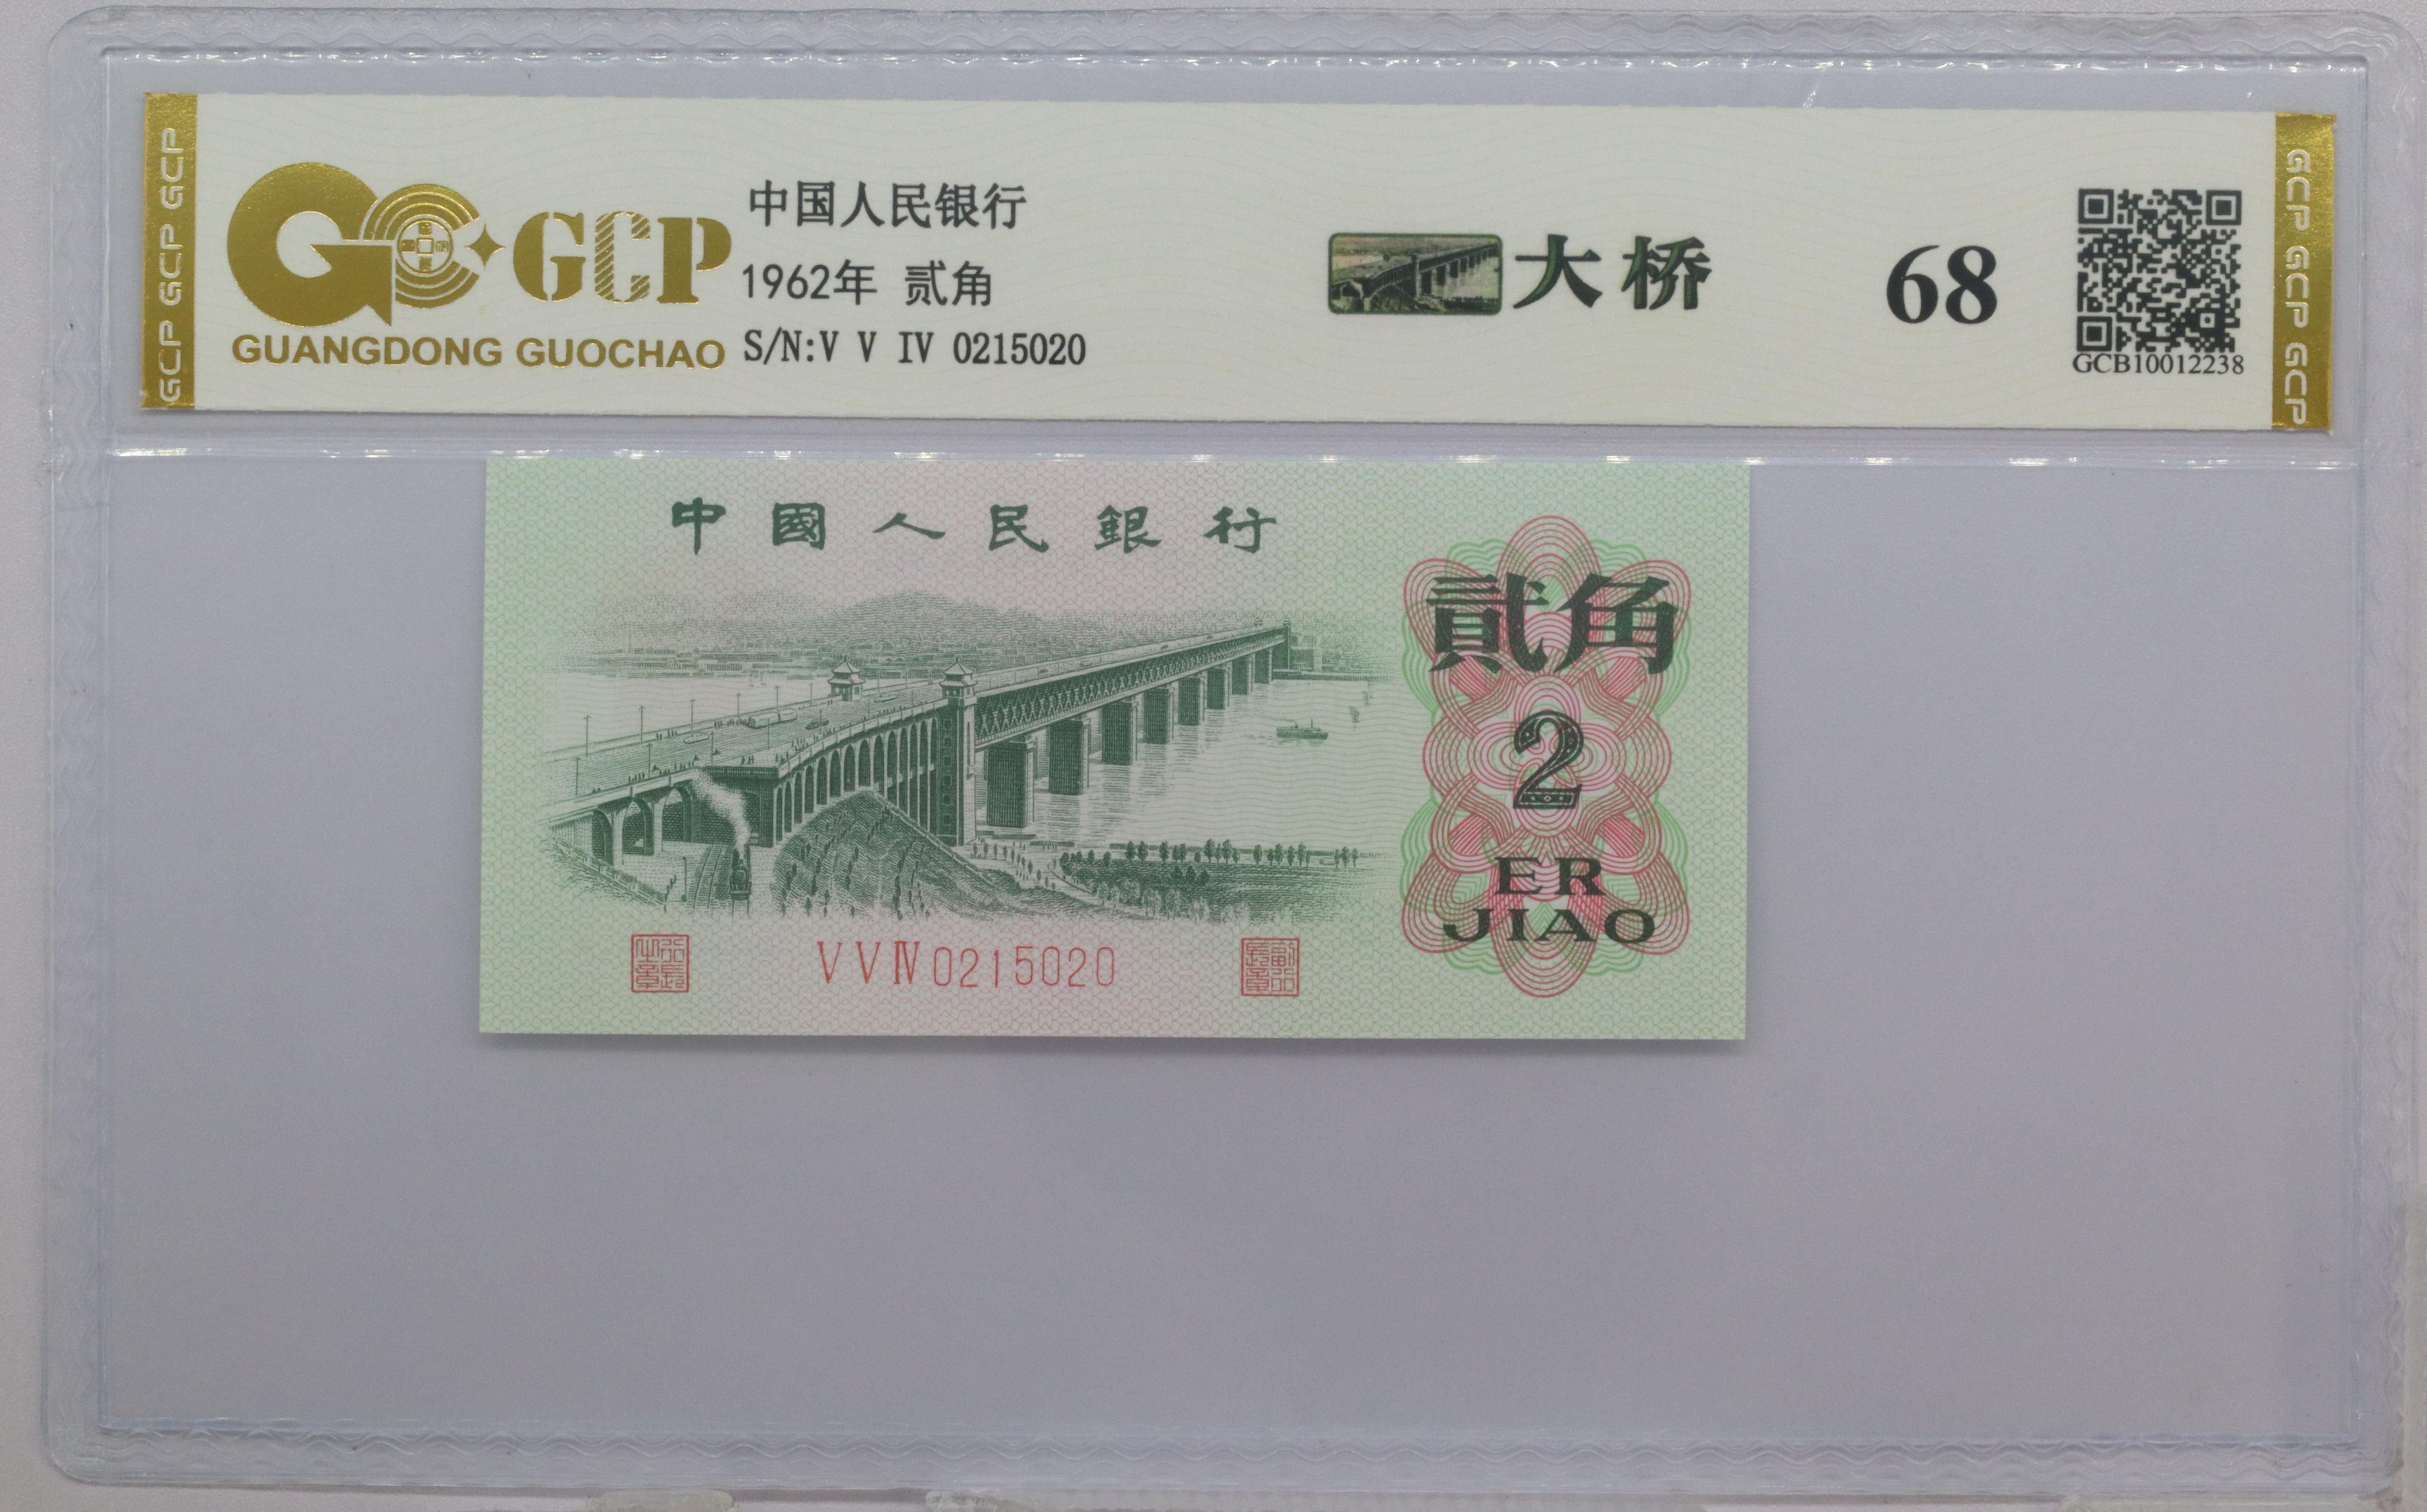 GCP GCP GCP
GCP
GUANGDONG GUOCHAO
中国人民银行
1962年 贰角
S/N:V V IV 0215020
大桥
68
GCB10012238
GCP GCP GCP
中國人民銀行
貳角
2
ER
JIAO
V V Ⅳ 0215020